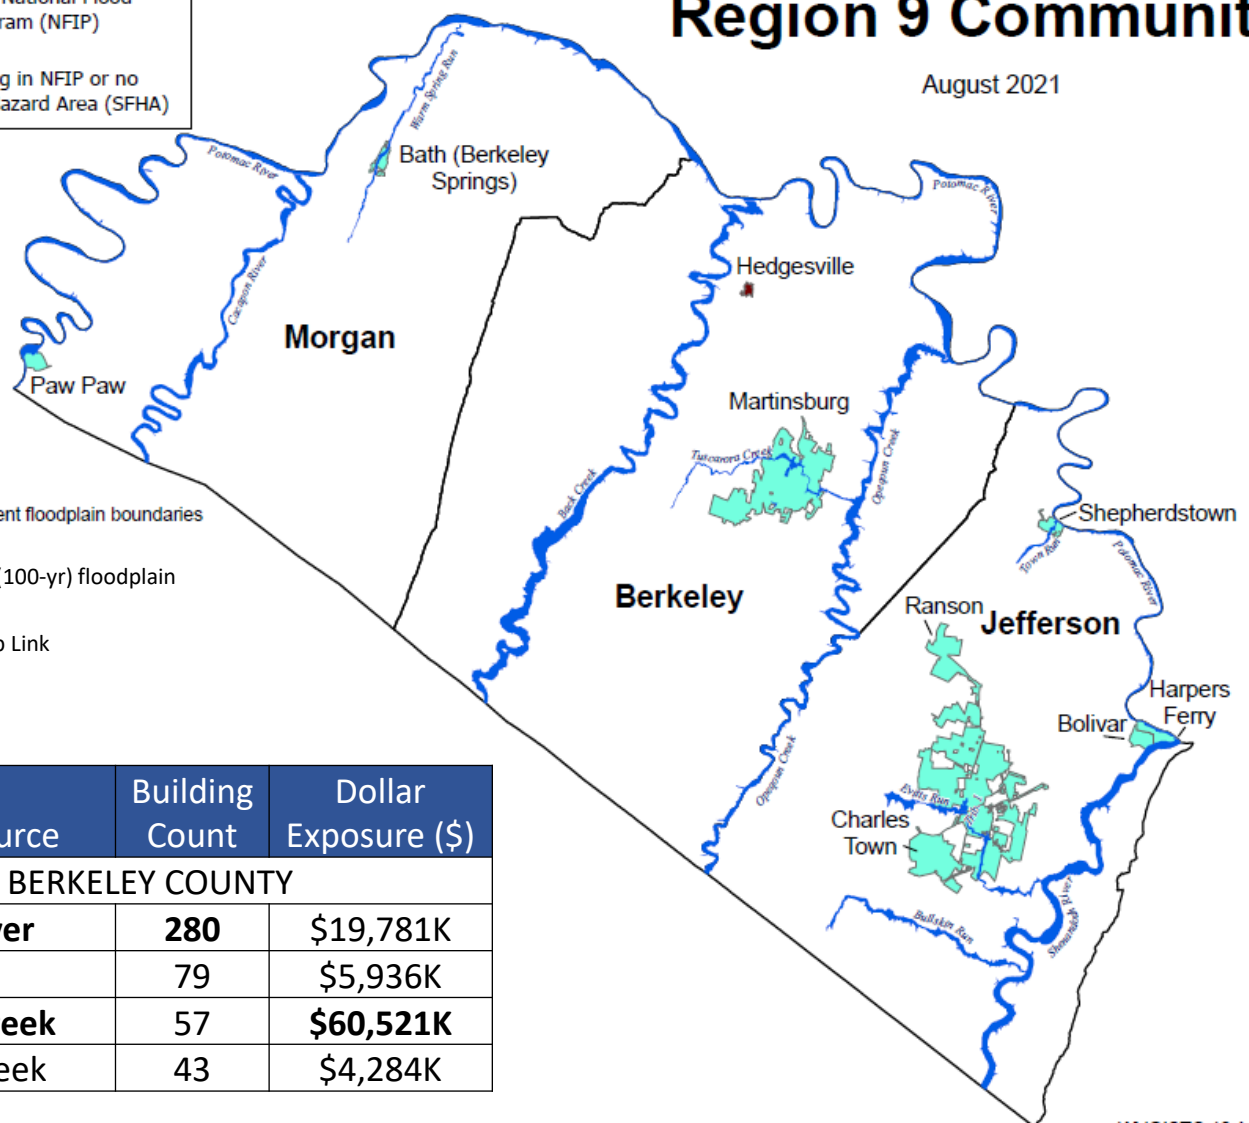 National Flood
ram (NFIP)
g in NFIP or no
azard Area (SFHA)
Region 9 Communit
August 2021
Warm Spring Run
Potomac River
Bath (Berkeley
Springs)
Potomac River
Cacapon River
Hedgesville
Morgan
Paw Paw
Martinsburg
Tuscarora Creek
Opequon Creek
Back Creek
ent floodplain boundaries
Shepherdstown
Town Run
Potomac River
(100-yr) floodplain
Berkeley
Ranson
Jefferson
Link
Harpers
Ferry
Bolivar
Opequon Creek
Evitts Run
Charles
Town
Bullskin Run
Shenandoah River
urce
Building
Count
Dollar
Exposure ($)
BERKELEY COUNTY
ver 280 $19,781K
79 $5,936K
eek 57 $60,521K
eek 43 $4,284K